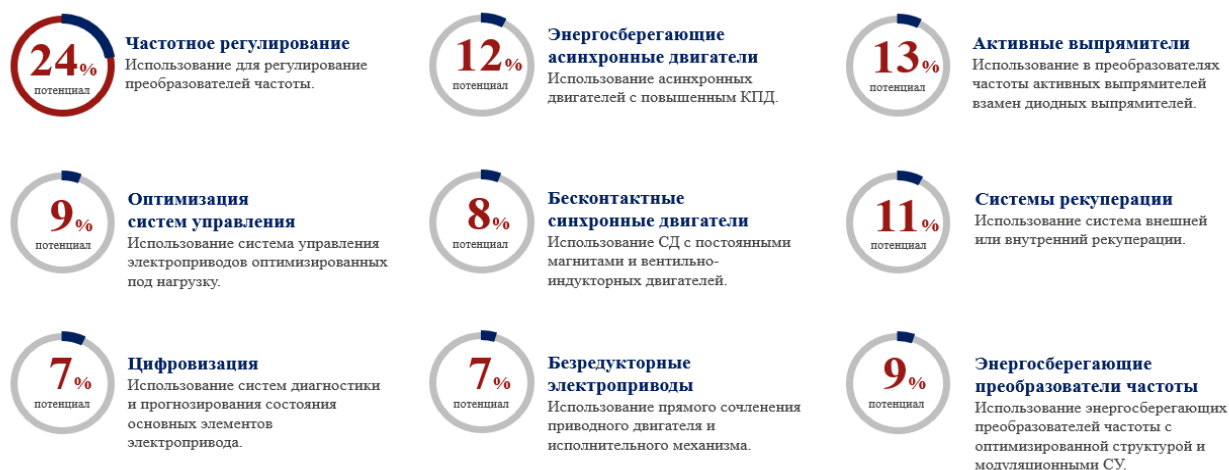 24%
потенциал
Частотное регулирование
Использование для регулирование
преобразователей частоты.
12%
потенциал
Энергосберегающие
асинхронные двигатели
Использование асинхронных
двигателей с повышенным КПД.
13%
потенциал
Активные выпрямители
Использование в преобразователях
частоты активных выпрямителей
взамен диодных выпрямителей.
9%
потенциал
Оптимизация
систем управления
Использование система управления
электроприводов оптимизированных
под нагрузку.
8%
потенциал
Бесконтактные
синхронные двигатели
Использование СД с постоянными
магнитами и вентильно-
индукторных двигателей.
11%
потенциал
Системы рекуперации
Использование система внешней
или внутренний рекуперации.
7%
потенциал
Цифровизация
Использование систем диагностики
и прогнозирования состояния
основных элементов
электропривода.
7%
потенциал
Безредукторные
электроприводы
Использование прямого сочленения
приводного двигателя и
исполнительного механизма.
9%
потенциал
Энергосберегающие
преобразователи частоты
Использование энергосберегающих
преобразователей частоты с
оптимизированной структурой и
модуляционными СУ.